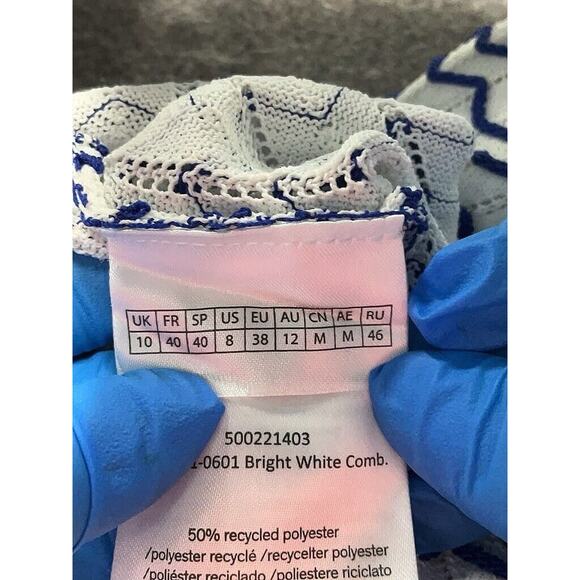 UK FR SP US EU AU CN AE RU
10 40 40 8 38 12 M M 46
500221403
-0601 Bright White Comb.
50% recycled polyester
/polyester recyclé /recycelter polyester
/poliéster reciclado /poliestere riciclato